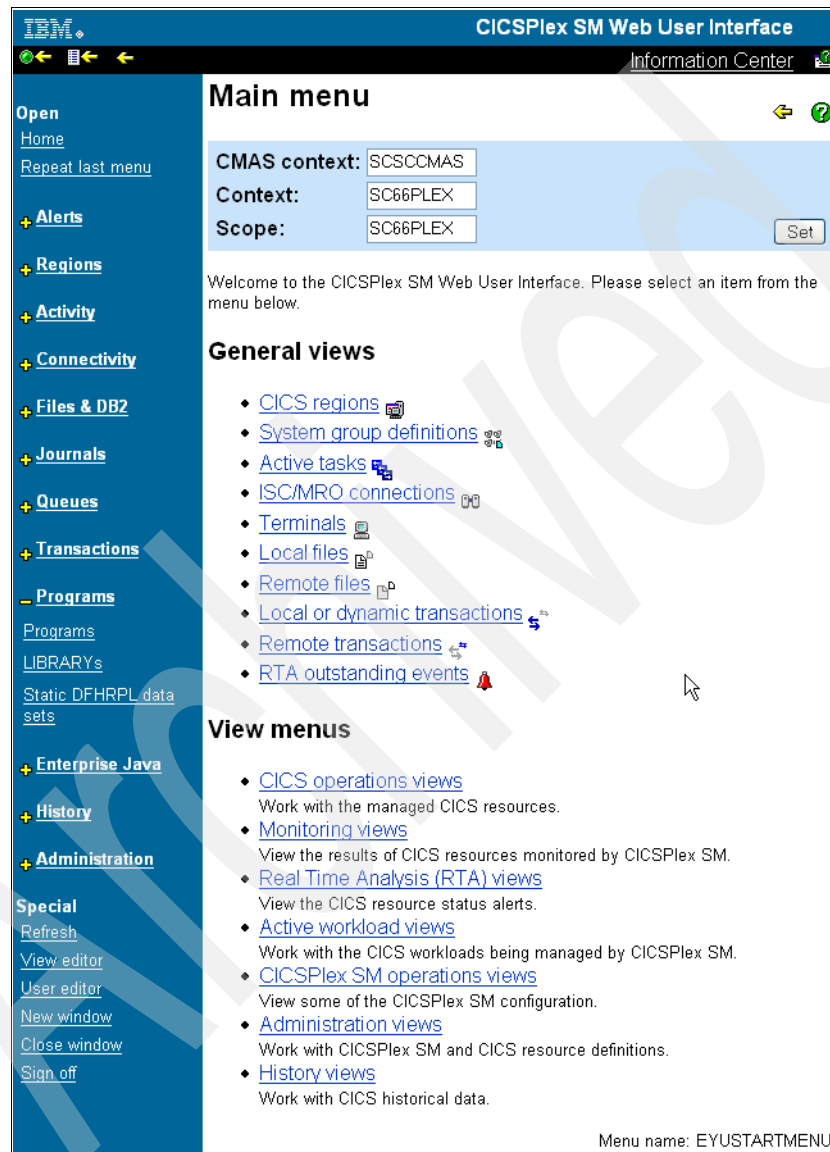 IBM.
CICSPlex SM Web User Interface
Information Center
Open
Home
Repeat last menu
Alerts
Regions
Activity
Connectivity
Files & DB2
Journals
Queues
Transactions
Programs
Programs
LIBRARYs
Static DFHRPL data
sets
Enterprise Java
History
Administration
Special
Refresh
View editor
User editor
New window
Close window
Sign off
Main menu
CMAS context: SCSCCMAS
Context: SC66PLEX
Scope: SC66PLEX
Set
Welcome to the CICSPlex SM Web User Interface. Please select an item from the
menu below.
General views
• CICS regions
• System group definitions
• Active tasks
• ISC/MRO connections
• Terminals
• Local files
• Remote files
• Local or dynamic transactions
• Remote transactions
• RTA outstanding events
View menus
• CICS operations views
Work with the managed CICS resources.
• Monitoring views
View the results of CICS resources monitored by CICSPlex SM.
• Real Time Analysis (RTA) views
View the CICS resource status alerts.
• Active workload views
Work with the CICS workloads being managed by CICSPlex SM.
• CICSPlex SM operations views
View some of the CICSPlex SM configuration.
• Administration views
Work with CICSPlex SM and CICS resource definitions.
• History views
Work with CICS historical data.
Menu name: EYUSTARTMENU
Archived